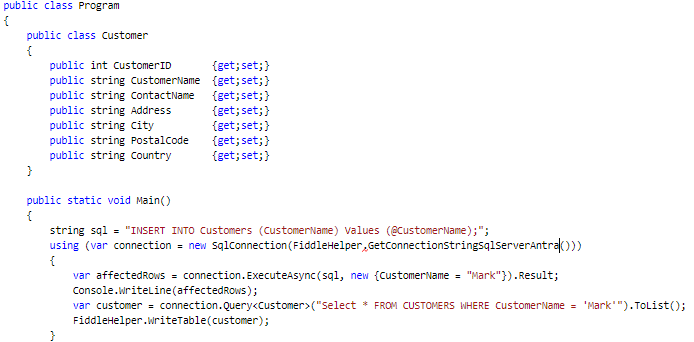 public class Program
{
public class Customer
{
public int CustomerID {get;set;}
public string CustomerName {get;set;}
public string ContactName {get;set;}
public string Address {get;set;}
public string City {get;set;}
public string PostalCode {get;set;}
public string Country {get;set;}
}
public static void Main()
{
string sql = "INSERT INTO Customers (CustomerName) Values (@CustomerName);";
using (var connection = new SqlConnection(FiddleHelper.GetConnectionStringSqlServerAntra()))
{
var affectedRows = connection.ExecuteAsync(sql, new {CustomerName = "Mark"}).Result;
Console.WriteLine(affectedRows);
var customer = connection.Query<Customer>("Select * FROM CUSTOMERS WHERE CustomerName = 'Mark'").ToList();
FiddleHelper.WriteTable(customer);
}